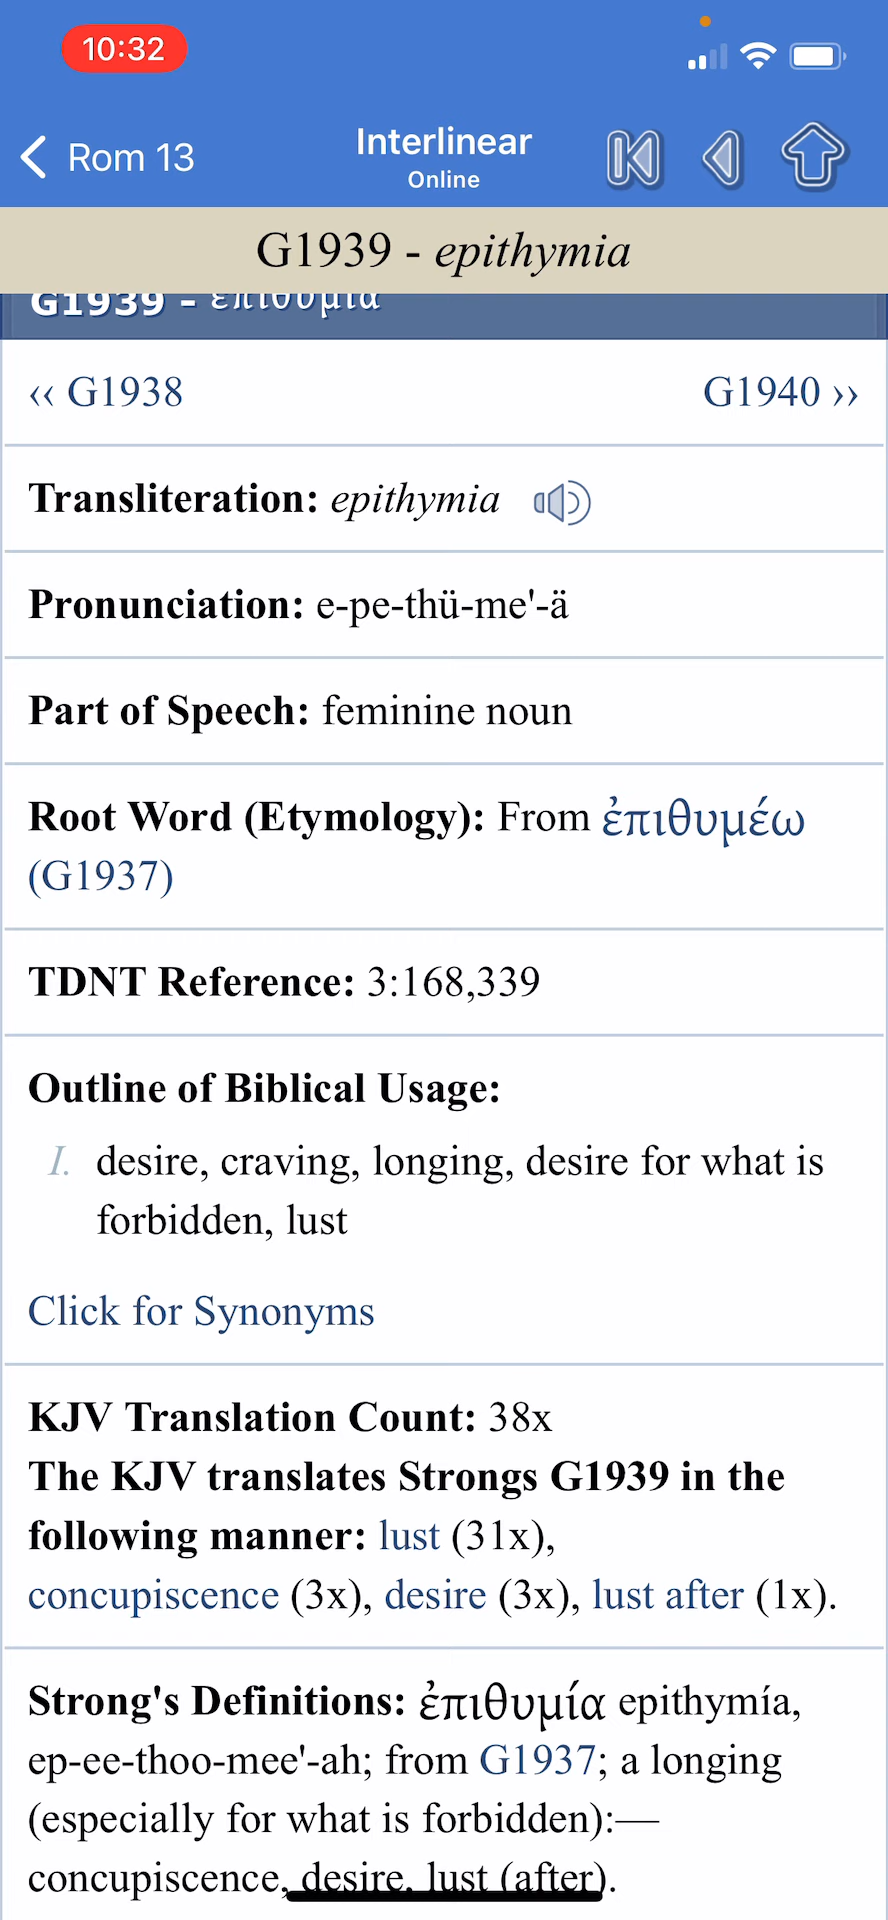 10:32
Rom 13
Interlinear
Online
G1939 - epithymia
G1939 - ἐπιθυμία
‹‹ G1938
G1940 ››
Transliteration: epithymia
Pronunciation: e-pe-thü-me'-ä
Part of Speech: feminine noun
Root Word (Etymology): From ἐπιθυμέω
(G1937)
TDNT Reference: 3:168,339
Outline of Biblical Usage:
I. desire, craving, longing, desire for what is
forbidden, lust
Click for Synonyms
KJV Translation Count: 38x
The KJV translates Strongs G1939 in the
following manner: lust (31x),
concupiscence (3x), desire (3x), lust after (1x).
Strong's Definitions: ἐπιθυμία epithymía,
ep-ee-thoo-mee'-ah; from G1937; a longing
(especially for what is forbidden):—
concupiscence, desire, lust (after).